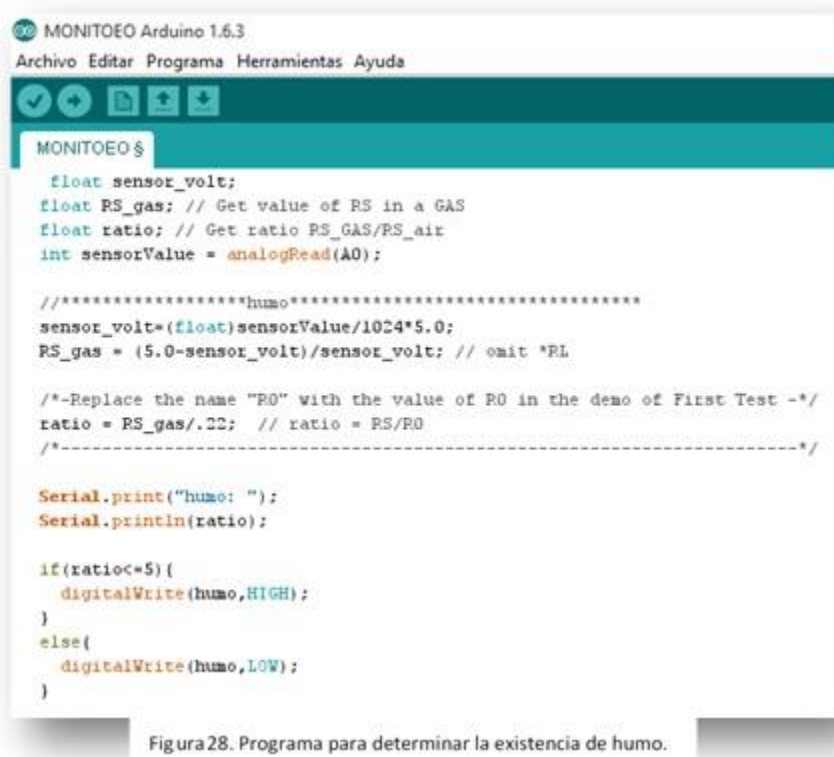 MONITOEO Arduino 1.6.3
Archivo Editar Programa Herramientas Ayuda
MONITOEO §
float sensor_volt;
float RS_gas; // Get value of RS in a GAS
float ratio; // Get ratio RS_GAS/RS_air
int sensorValue = analogRead(A0);
//******************humo**********************************
sensor_volt=(float)sensorValue/1024*5.0;
RS_gas = (5.0-sensor_volt)/sensor_volt; // omit *RL
/*-Replace the name "R0" with the value of R0 in the demo of First Test -*/
ratio = RS_gas/.22; // ratio = RS/R0
/*-----------------------------------------------------------------------*/
Serial.print("humo: ");
Serial.println(ratio);
if(ratio<=5){
digitalWrite(humo,HIGH);
}
else{
digitalWrite(humo,LOW);
}
Figura28. Programa para determinar la existencia de humo.